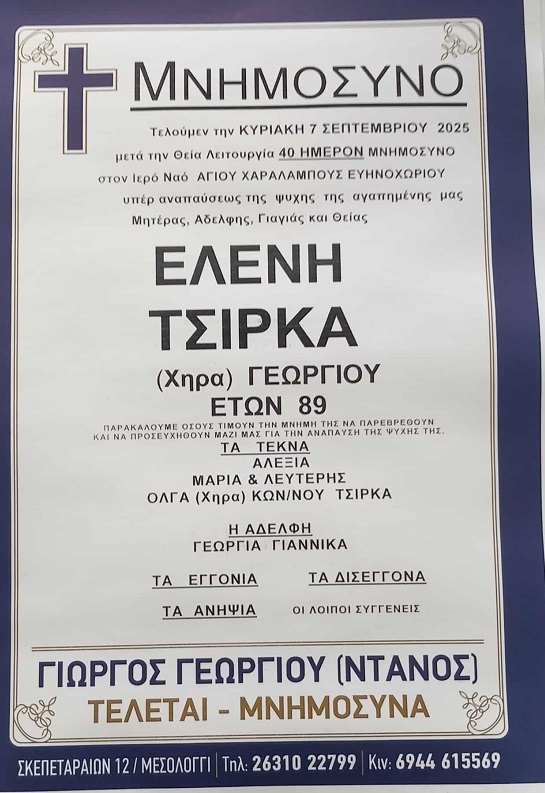 ΜΝΗΜΟΣΥΝΟ
Τελούμεν την ΚΥΡΙΑΚΗ 7 ΣΕΠΤΕΜΒΡΙΟΥ 2025
μετά την Θεία Λειτουργία 40 ΗΜΕΡΟΝ ΜΝΗΜΟΣΥΝΟ
στον Ιερό Ναό ΑΓΙΟΥ ΧΑΡΑΛΑΜΠΟΥΣ ΕΥΗΝΟΧΩΡΙΟΥ
υπέρ αναπαύσεως της ψυχης της αγαπημένης μας
Μητέρας, Αδελφης, Γιαγιάς και Θείας
ΕΛΕΝΗ
ΤΣΙΡΚΑ
(Χηρα) ΓΕΩΡΓΙΟΥ
ΕΤΩΝ 89
ΠΑΡΑΚΑΛΟΥΜΕ ΟΣΟΥΣ ΤΙΜΟΥΝ ΤΗΝ ΜΝΗΜΗ ΤΗΣ ΝΑ ΠΑΡΕΒΡΕΘΟΥΝ
ΚΑΙ ΝΑ ΠΡΟΣΕΥΧΗΘΟΥΝ ΜΑΖΙ ΜΑΣ ΓΙΑ ΤΗΝ ΑΝΑΠΑΥΣΗ ΤΗΣ ΨΥΧΗΣ ΤΗΣ.
ΤΑ ΤΕΚΝΑ
ΑΛΕΞΙΑ
ΜΑΡΙΑ & ΛΕΥΤΕΡΗΣ
ΟΛΓΑ (Χηρα) ΚΩΝ/ΝΟΥ ΤΣΙΡΚΑ
Η ΑΔΕΛΦΗ
ΓΕΩΡΓΙΑ ΓΙΑΝΝΙΚΑ
ΤΑ ΕΓΓΟΝΙΑ ΤΑ ΔΙΣΕΓΓΟΝΑ
ΤΑ ΑΝΗΨΙΑ ΟΙ ΛΟΙΠΟΙ ΣΥΓΓΕΝΕΙΣ
ΓΙΩΡΓΟΣ ΓΕΩΡΓΙΟΥ (ΝΤΑΝΟΣ)
ΤΕΛΕΤΑΙ - ΜΝΗΜΟΣΥΝΑ
ΣΚΕΠΕΤΑΡΑΙΩΝ 12 / ΜΕΣΟΛΟΓΓΙ | Τηλ: 26310 22799 | Κιν: 6944 615569